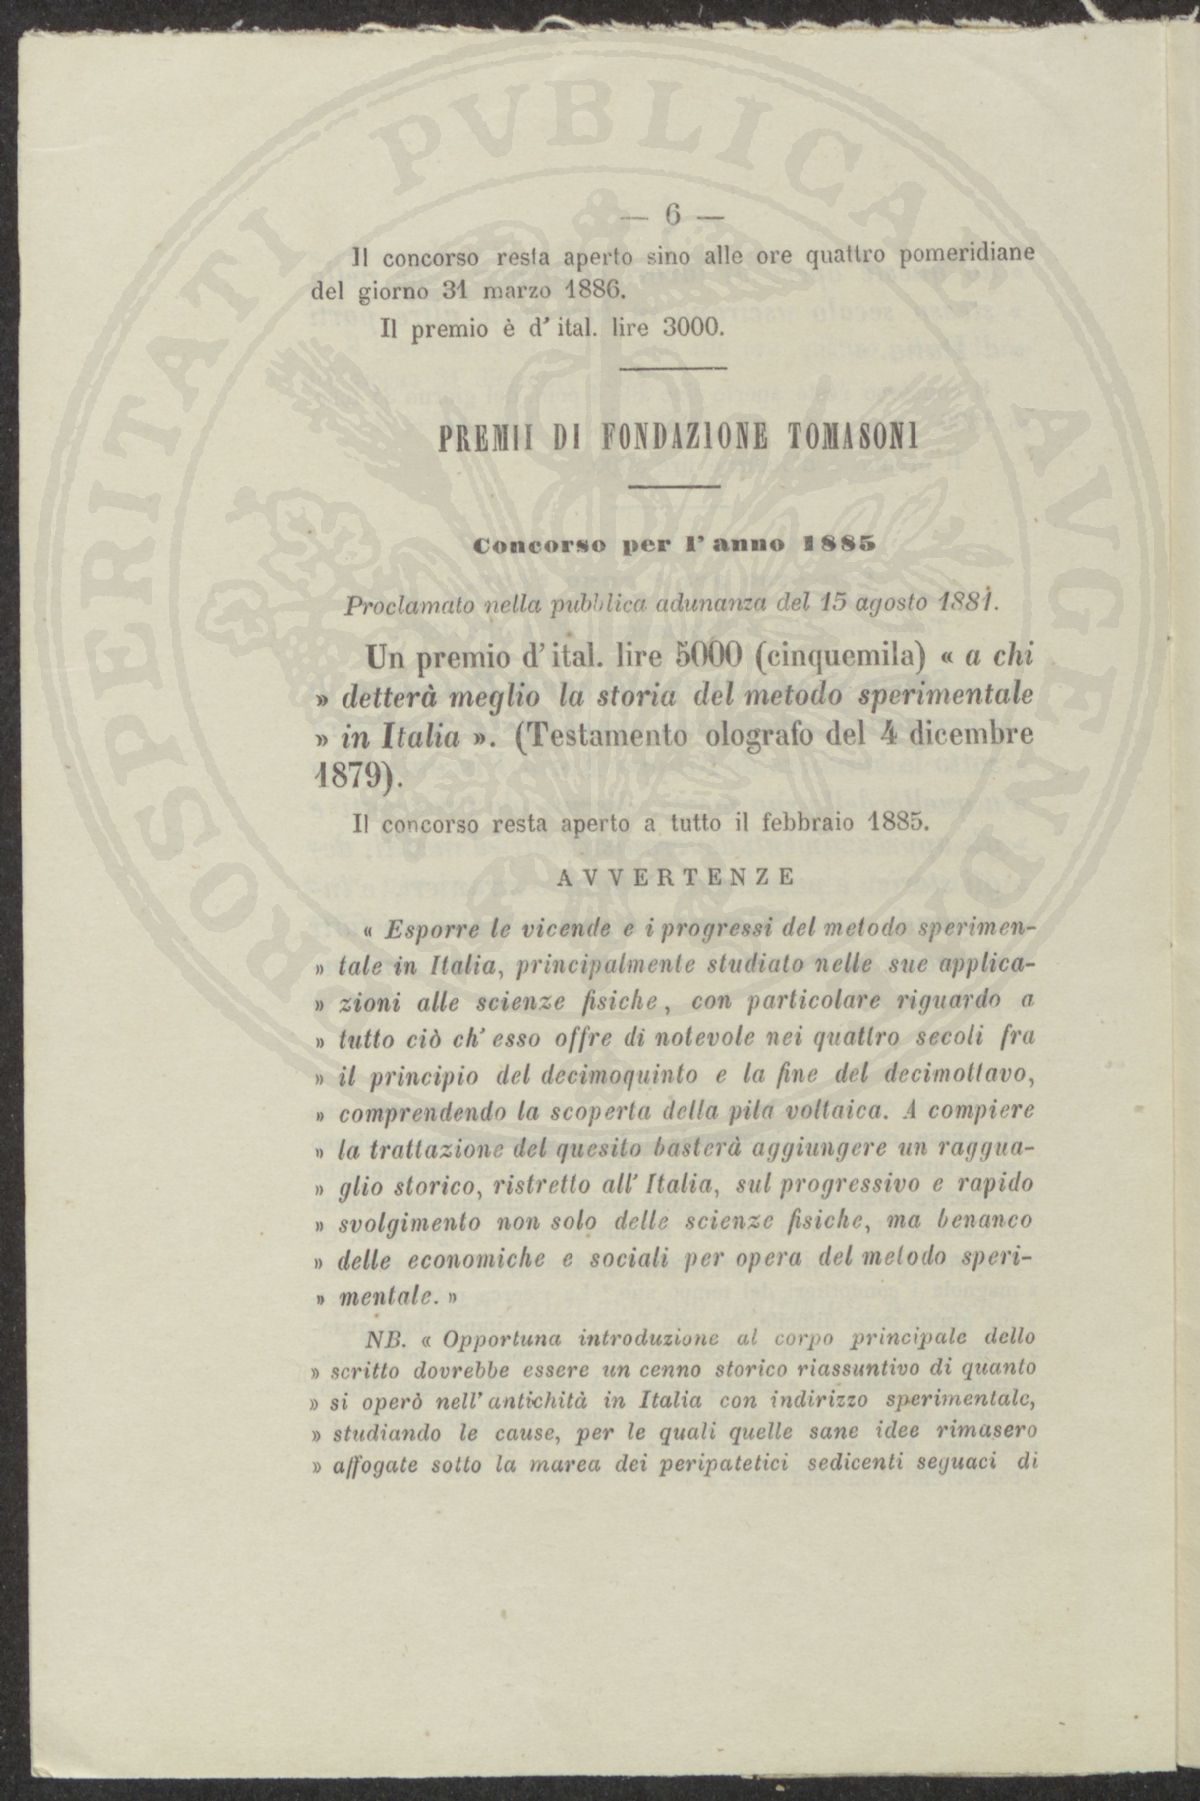 PROSPERITATI PUBLICAE AUGENDAE
— 6 —
Il concorso resta aperto sino alle ore quattro pomeridiane
del giorno 31 marzo 1886.
Il premio è d' ital. lire 3000.
PREMII DI FONDAZIONE TOMASONI
Concorso per l' anno 1885
Proclamato nella pubblica adunanza del 15 agosto 1881.
Un premio d' ital. lire 5000 (cinquemila) « a chi
» detterà meglio la storia del metodo sperimentale
» in Italia ». (Testamento olografo del 4 dicembre
1879).
Il concorso resta aperto a tutto il febbraio 1885.
AVVERTENZE
« Esporre le vicende e i progressi del metodo sperimen-
» tale in Italia, principalmente studiato nelle sue applica-
» zioni alle scienze fisiche, con particolare riguardo a
» tutto ciò ch' esso offre di notevole nei quattro secoli fra
» il principio del decimoquinto e la fine del decimottavo,
» comprendendo la scoperta della pila voltaica. A compiere
» la trattazione del quesito basterà aggiungere un raggua-
» glio storico, ristretto all' Italia, sul progressivo e rapido
» svolgimento non solo delle scienze fisiche, ma benanco
» delle economiche e sociali per opera del metodo speri-
» mentale. »
NB. « Opportuna introduzione al corpo principale dello
» scritto dovrebbe essere un cenno storico riassuntivo di quanto
» si operò nell' antichità in Italia con indirizzo sperimentale,
» studiando le cause, per le quali quelle sane idee rimasero
» affogate sotto la marea dei peripatetici sedicenti seguaci di